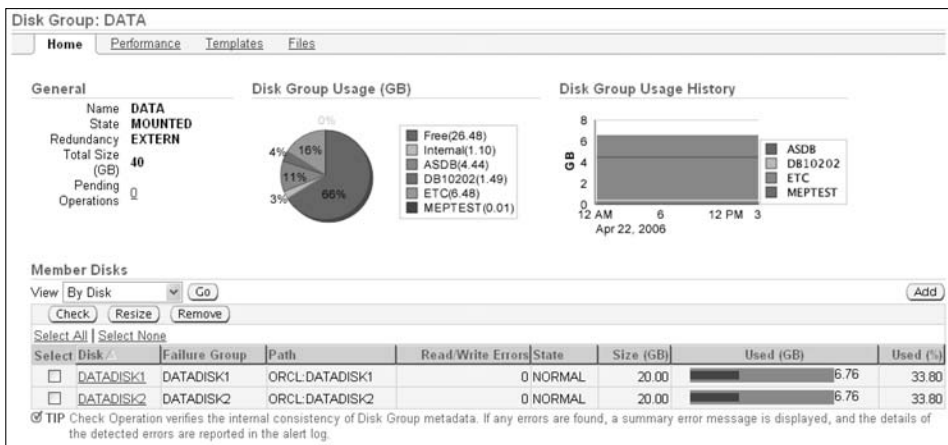 Disk Group: DATA
Home Performance Templates Files
General
Name DATA
State MOUNTED
Redundancy EXTERN
Total Size (GB) 40
Pending Operations 0
Disk Group Usage (GB)
0%
4% 16%
11%
3% 66%
Free(26.48)
Internal(1.10)
ASDB(4.44)
DB10202(1.49)
ETC(6.48)
MEPTEST(0.01)
Disk Group Usage History
GB
8
6
4
2
0
12 AM 6 12 PM 3
Apr 22, 2006
ASDB
DB10202
ETC
MEPTEST
Member Disks
View By Disk Go Add
Check Resize Remove
Select All | Select None
Select Disk Failure Group Path Read/Write Errors State Size (GB) Used (GB) Used (%)
DATADISK1 DATADISK1 ORCL:DATADISK1 0 NORMAL 20.00 6.76 33.80
DATADISK2 DATADISK2 ORCL:DATADISK2 0 NORMAL 20.00 6.76 33.80
TIP Check Operation verifies the internal consistency of Disk Group metadata. If any errors are found, a summary error message is displayed, and the details of
the detected errors are reported in the alert log.